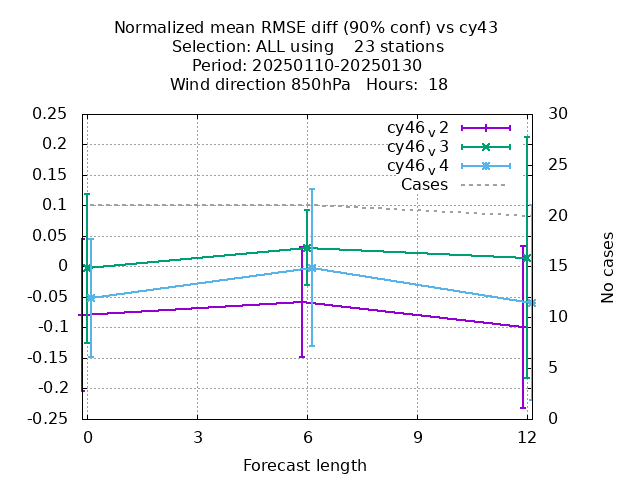 Normalized mean RMSE diff (90% conf) vs cy43
Selection: ALL using    23 stations
Period: 20250110-20250130
Wind direction 850hPa   Hours:  18
0.25
0.2
0.15
0.1
0.05
0
-0.05
-0.1
-0.15
-0.2
-0.25
30
25
20
15
10
5
0
cy46v2
cy46v3
cy46v4
Cases
No cases
0 3 6 9 12
Forecast length